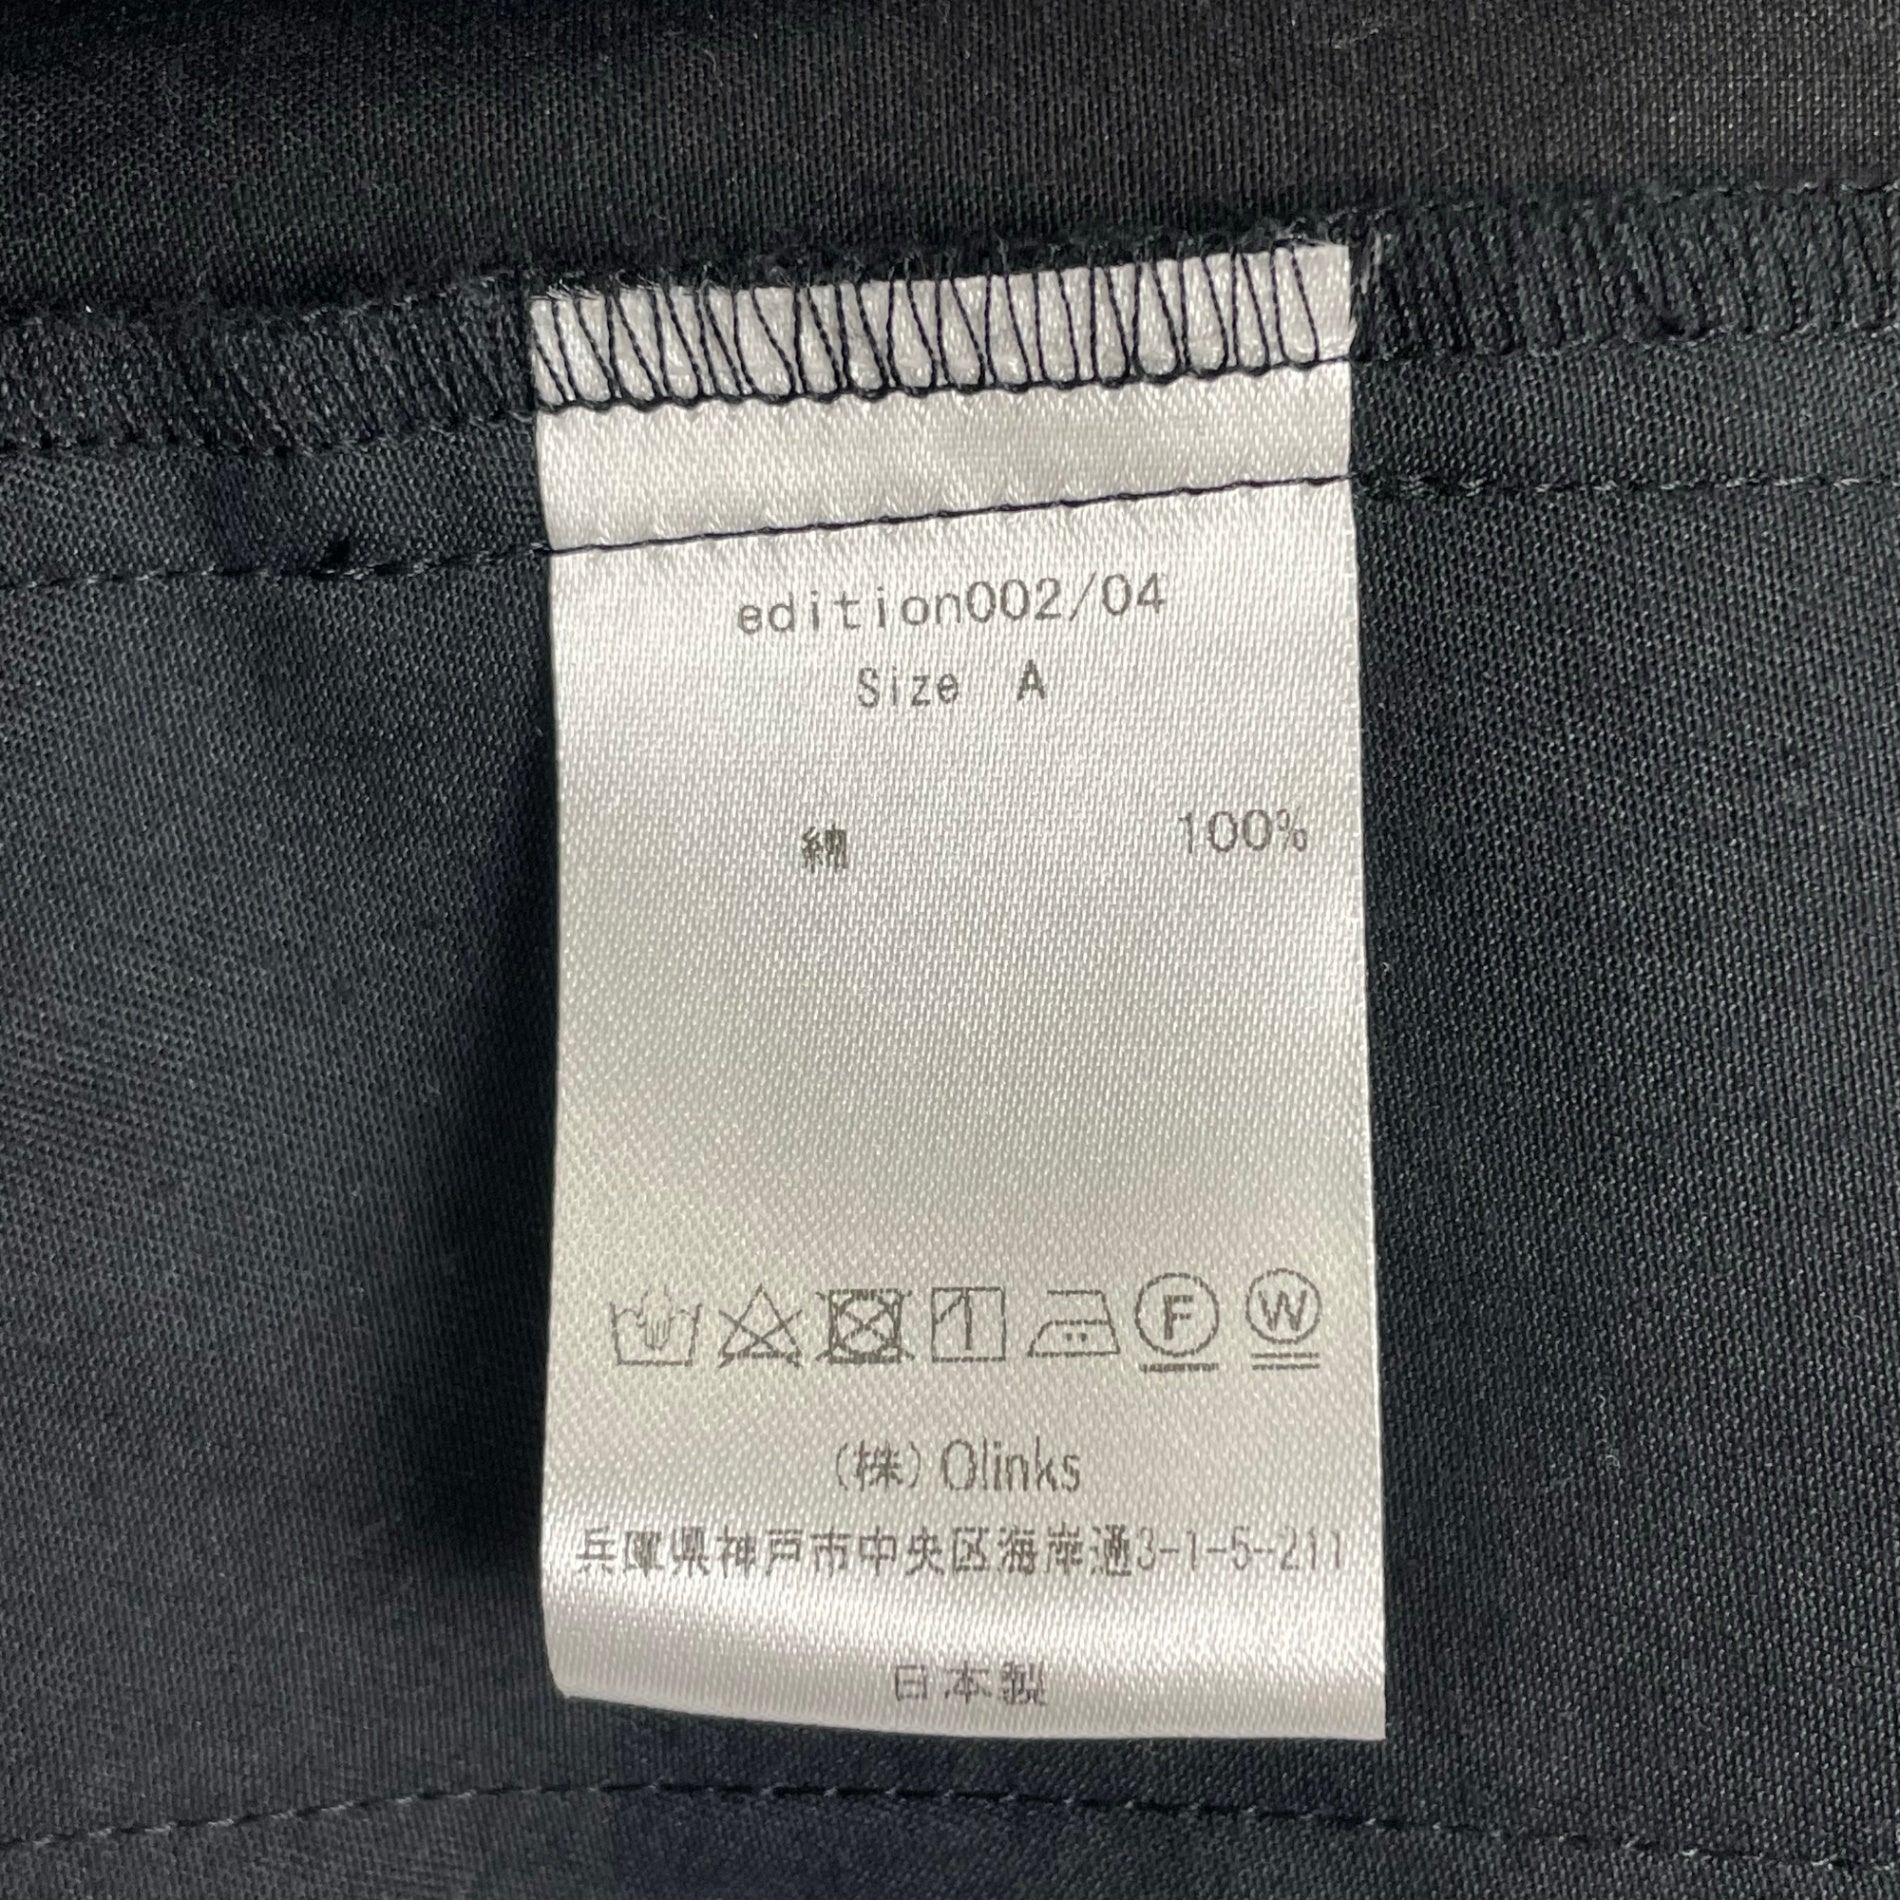 edition002/04
Size A
綿 100%
F W
(株)Olinks
兵庫県神戸市中央区海岸通3-1-5-211
日本製